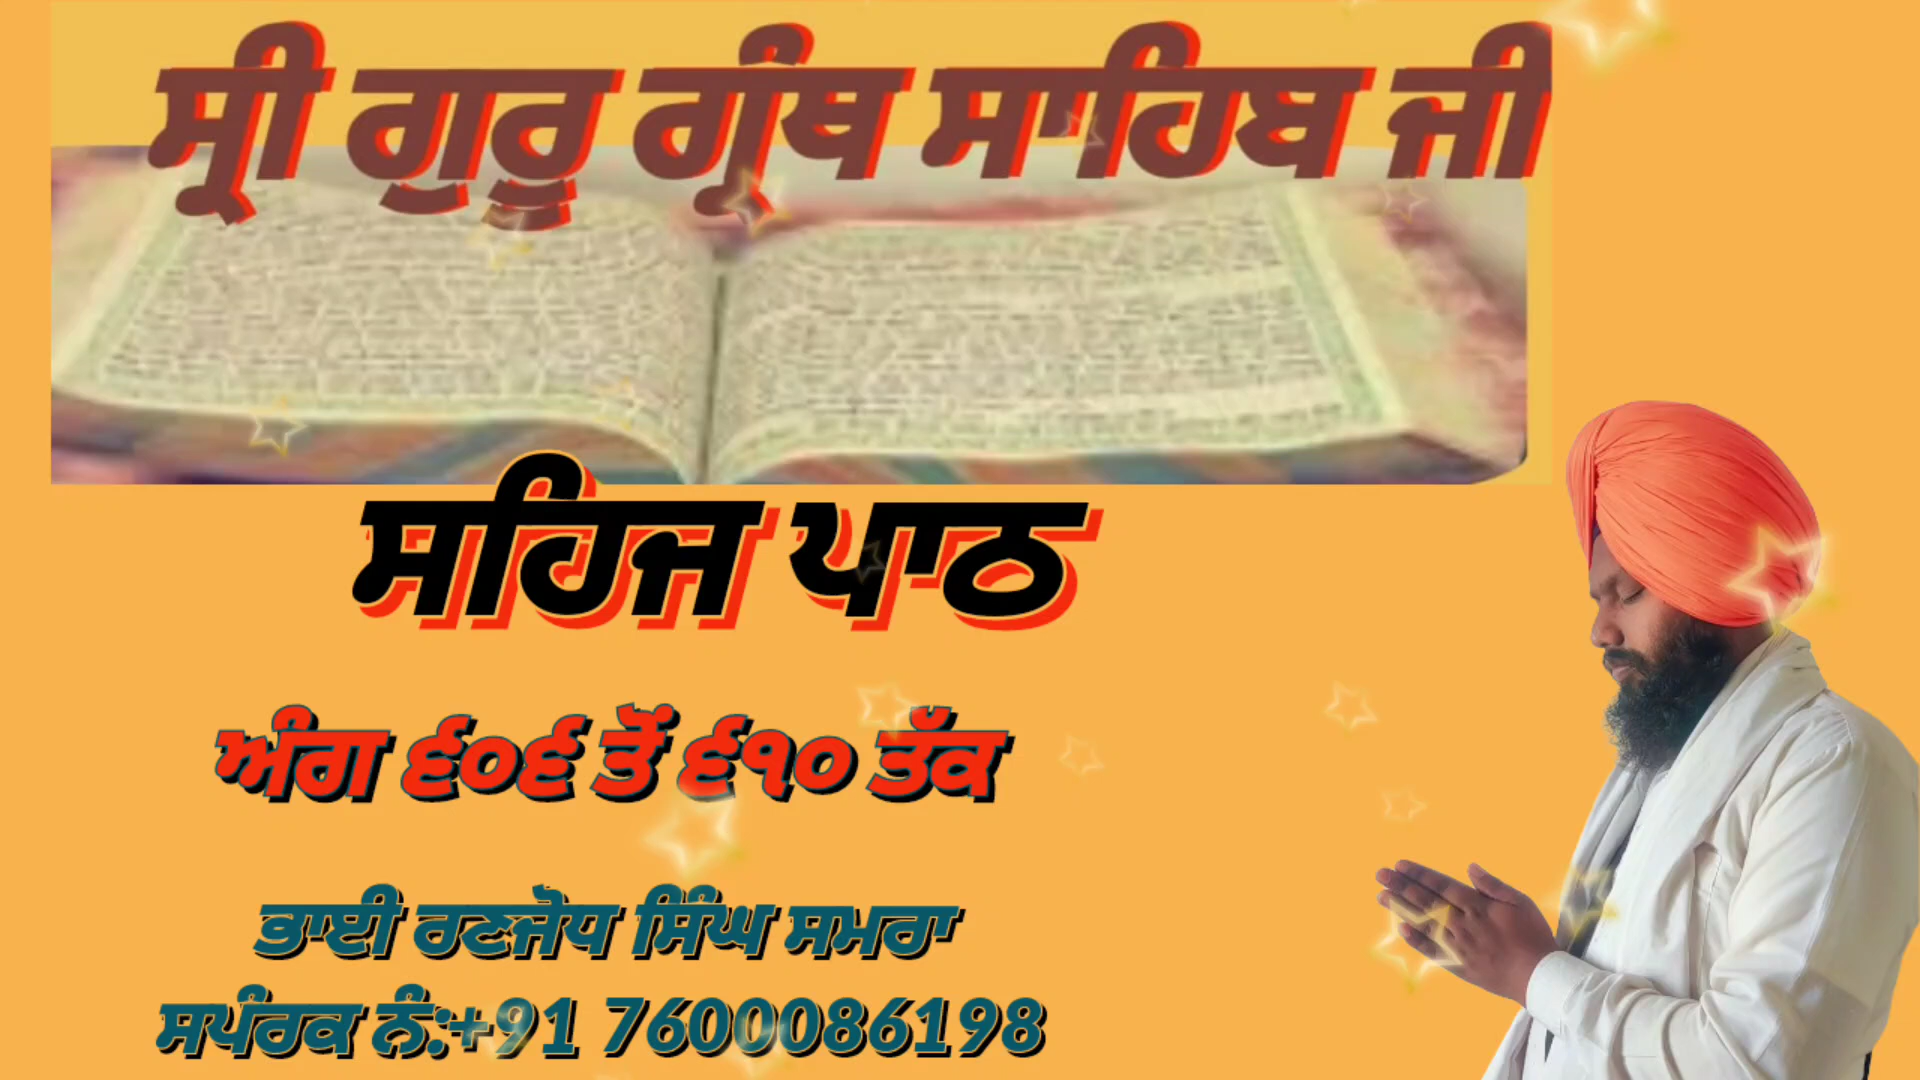 ਸ੍ਰੀ ਗੁਰੂ ਗ੍ਰੰਥ ਸਾਹਿਬ ਜੀ
ਸਹਿਜ ਪਾਠ
ਅੰਗ ੬੦੬ ਤੋਂ ੬੧੦ ਤੱਕ
ਭਾਈ ਰਣਜੋਧ ਸਿੰਘ ਸਮਰਾ
ਸਪੰਰਕ ਨੰ:+91 7600086198